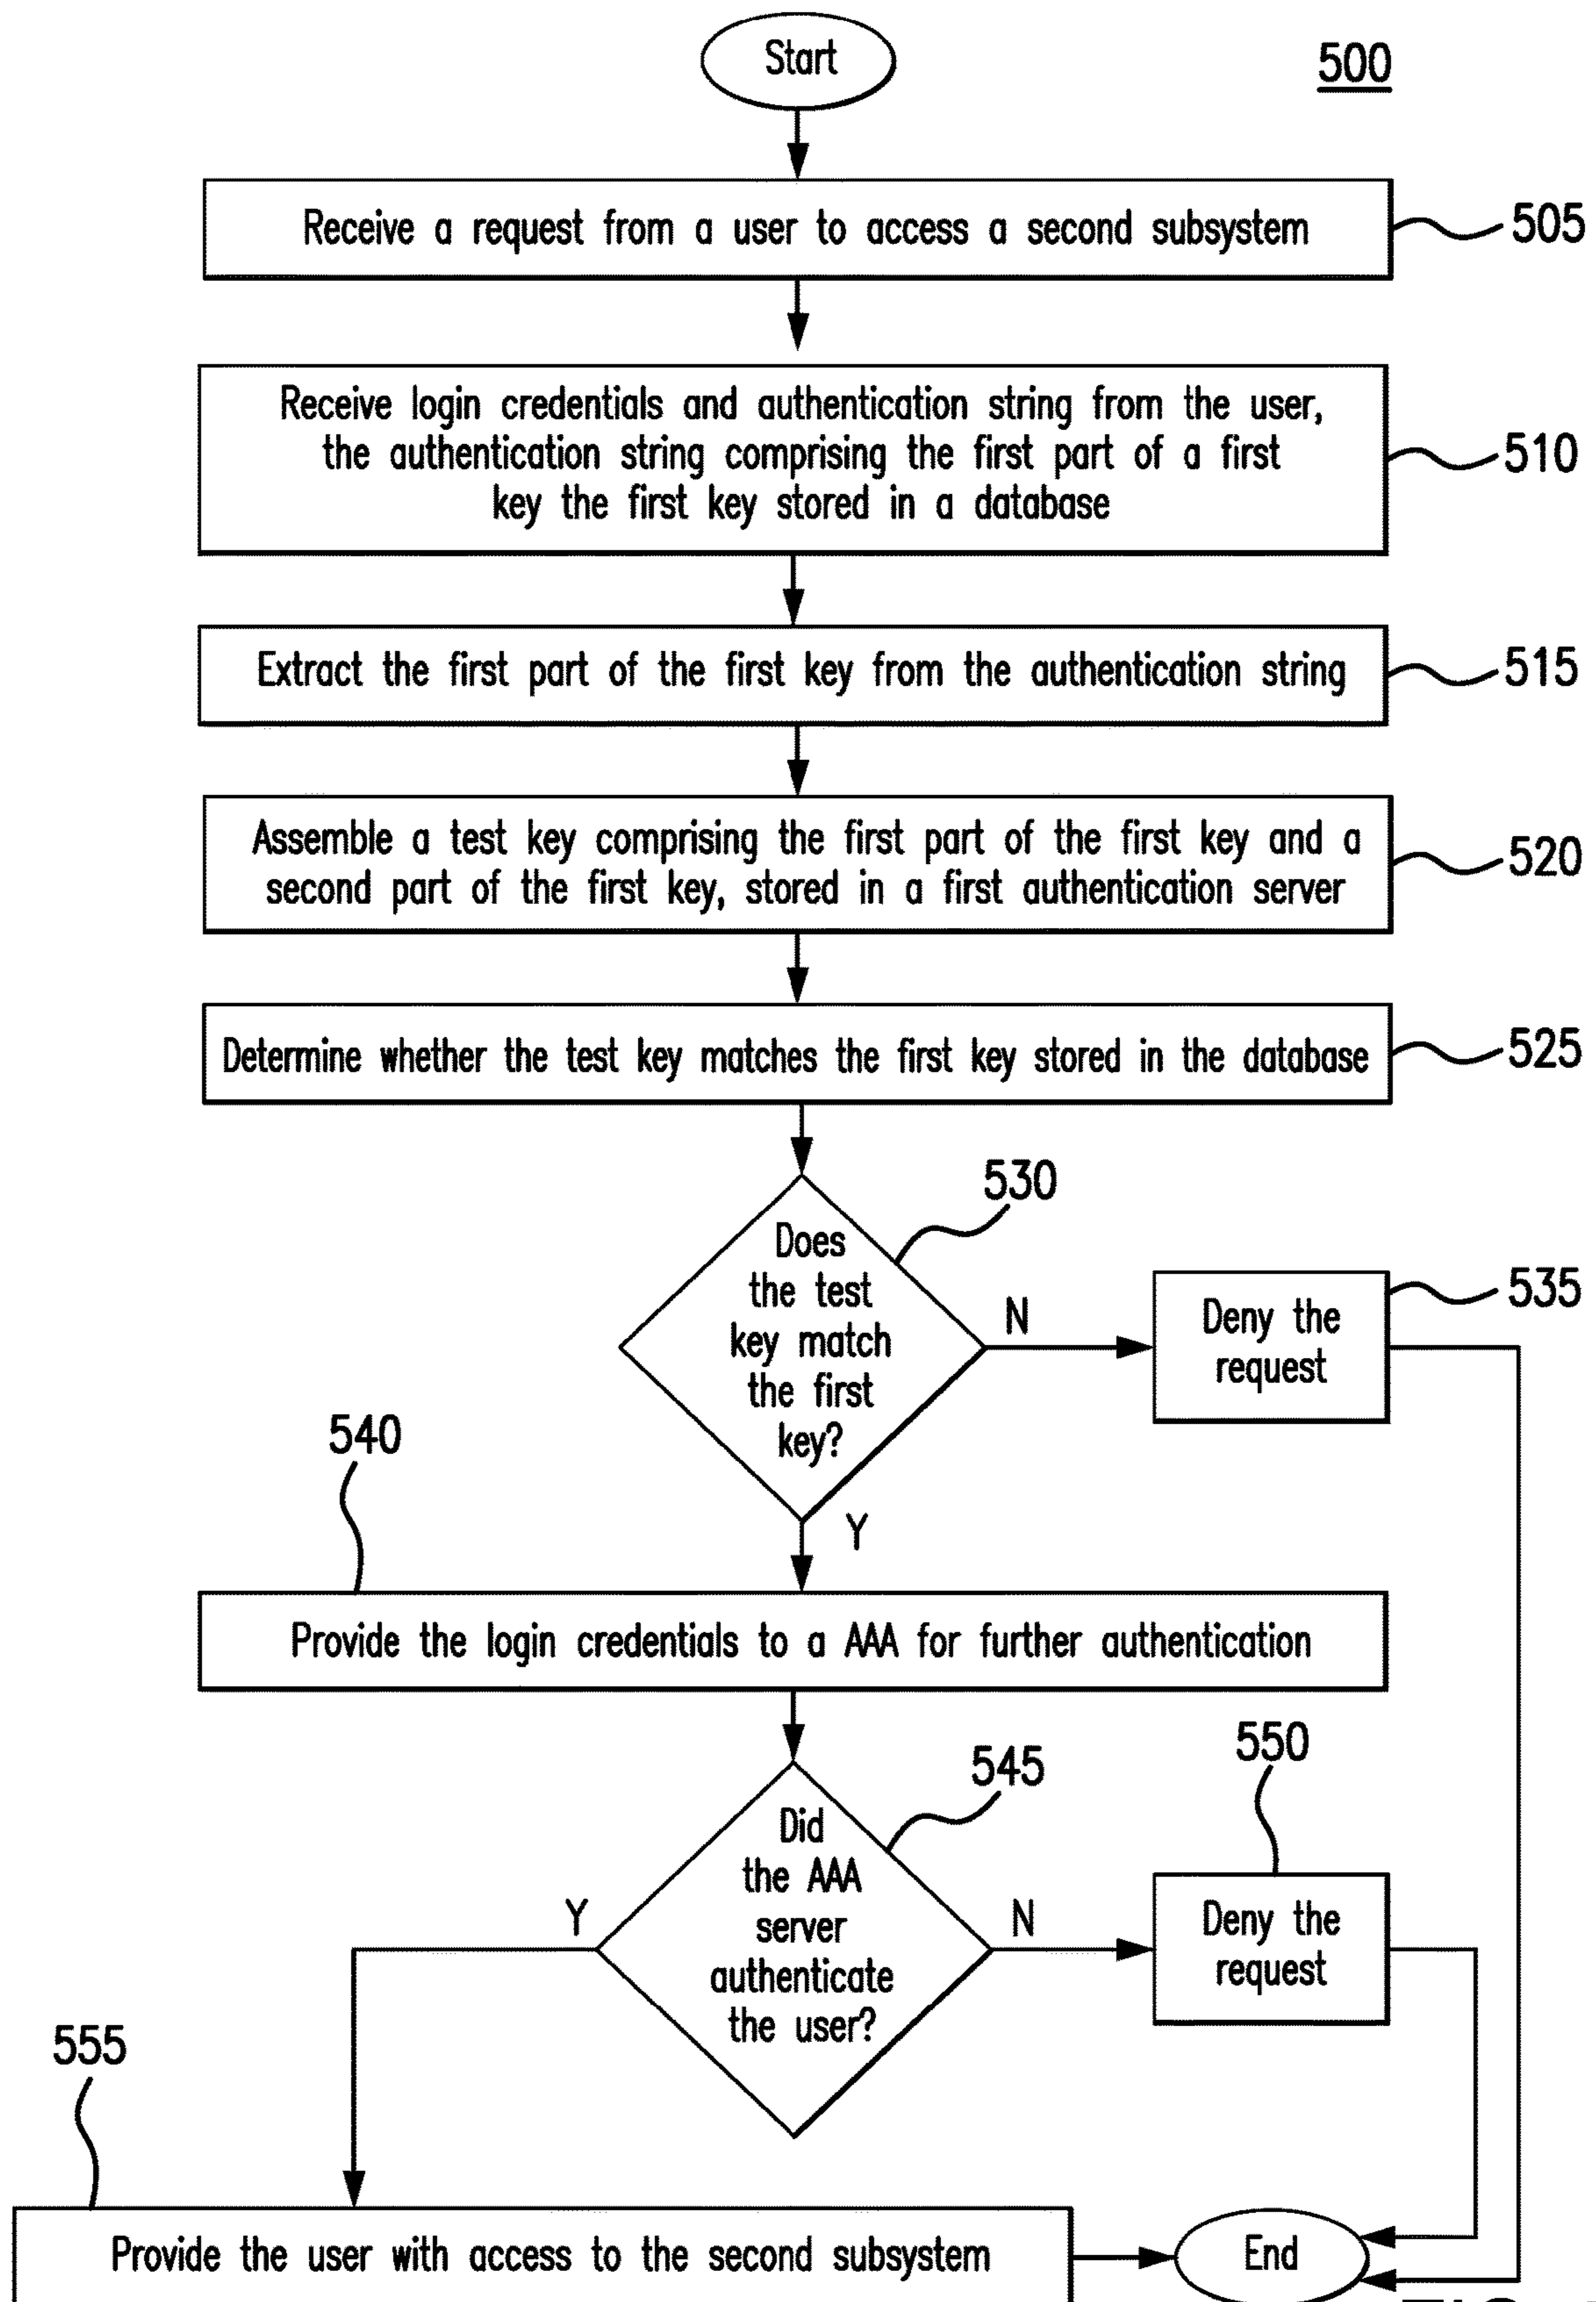 Start
500
Receive a request from a user to access a second subsystem
505
Receive login credentials and authentication string from the user,
the authentication string comprising the first part of a first
key the first key stored in a database
510
Extract the first part of the first key from the authentication string
515
Assemble a test key comprising the first part of the first key and a
second part of the first key, stored in a first authentication server
520
Determine whether the test key matches the first key stored in the database
525
530
Does
the test
key match
the first
key?
N
Deny the
request
535
540
Y
Provide the login credentials to a AAA for further authentication
545
550
Did
the AAA
server
authenticate
the user?
Y
N
Deny the
request
555
Provide the user with access to the second subsystem
End